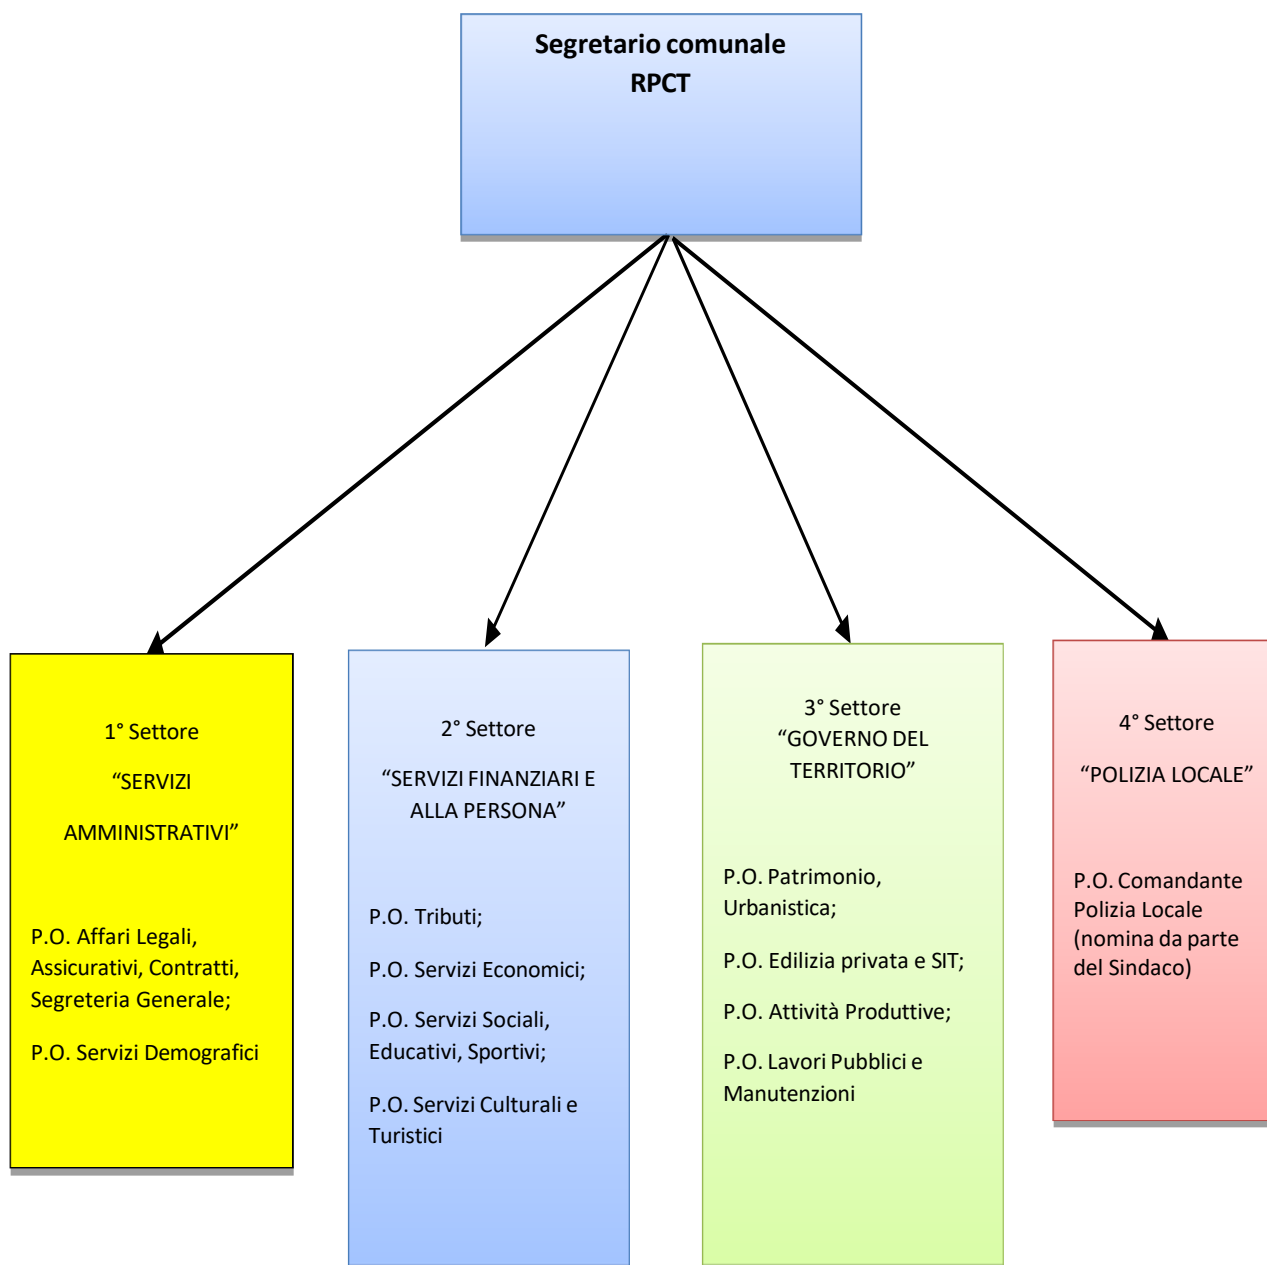 Segretario comunale
RPCT
1° Settore
“SERVIZI
AMMINISTRATIVI”
P.O. Affari Legali,
Assicurativi, Contratti,
Segreteria Generale;
P.O. Servizi Demografici
2° Settore
“SERVIZI FINANZIARI E
ALLA PERSONA”
P.O. Tributi;
P.O. Servizi Economici;
P.O. Servizi Sociali,
Educativi, Sportivi;
P.O. Servizi Culturali e
Turistici
3° Settore
“GOVERNO DEL
TERRITORIO”
P.O. Patrimonio,
Urbanistica;
P.O. Edilizia privata e SIT;
P.O. Attività Produttive;
P.O. Lavori Pubblici e
Manutenzioni
4° Settore
“POLIZIA LOCALE”
P.O. Comandante
Polizia Locale
(nomina da parte
del Sindaco)